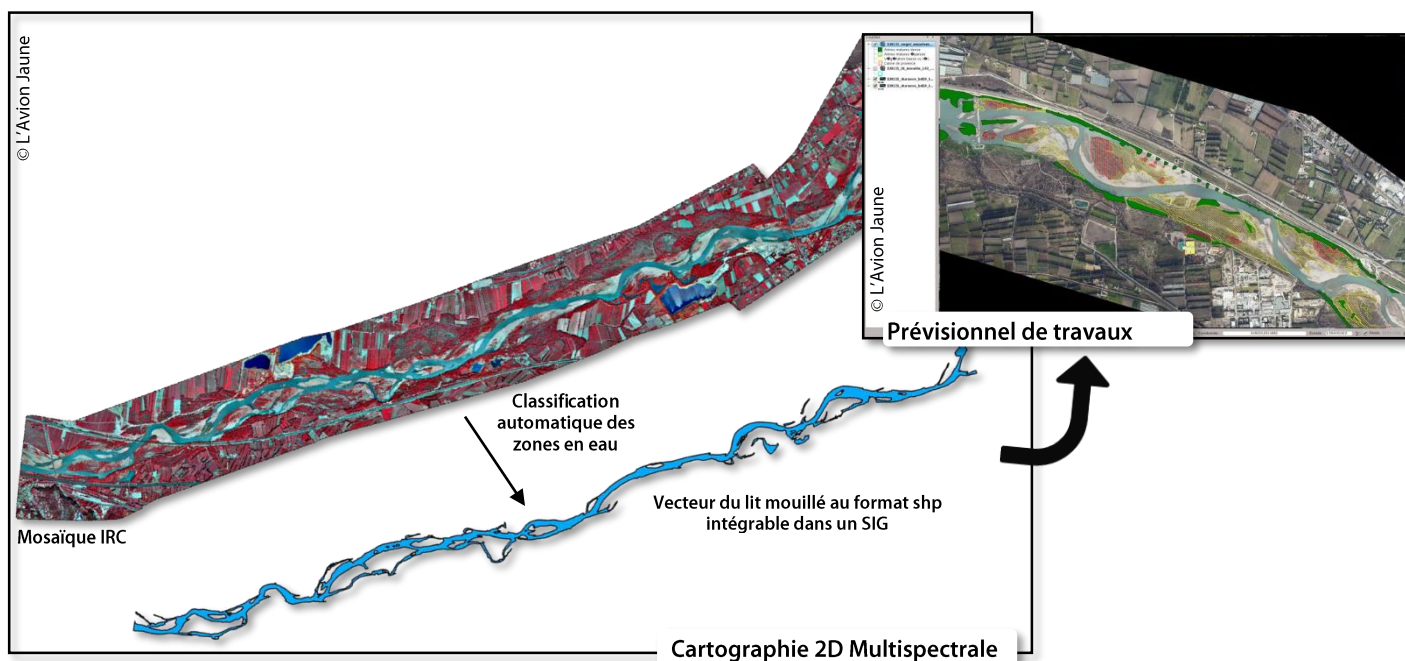 © L'Avion Jaune
© L'Avion Jaune
Prévisionnel de travaux
Classification
automatique des
zones en eau
Vecteur du lit mouillé au format shp
intégrable dans un SIG
Mosaïque IRC
Cartographie 2D Multispectrale